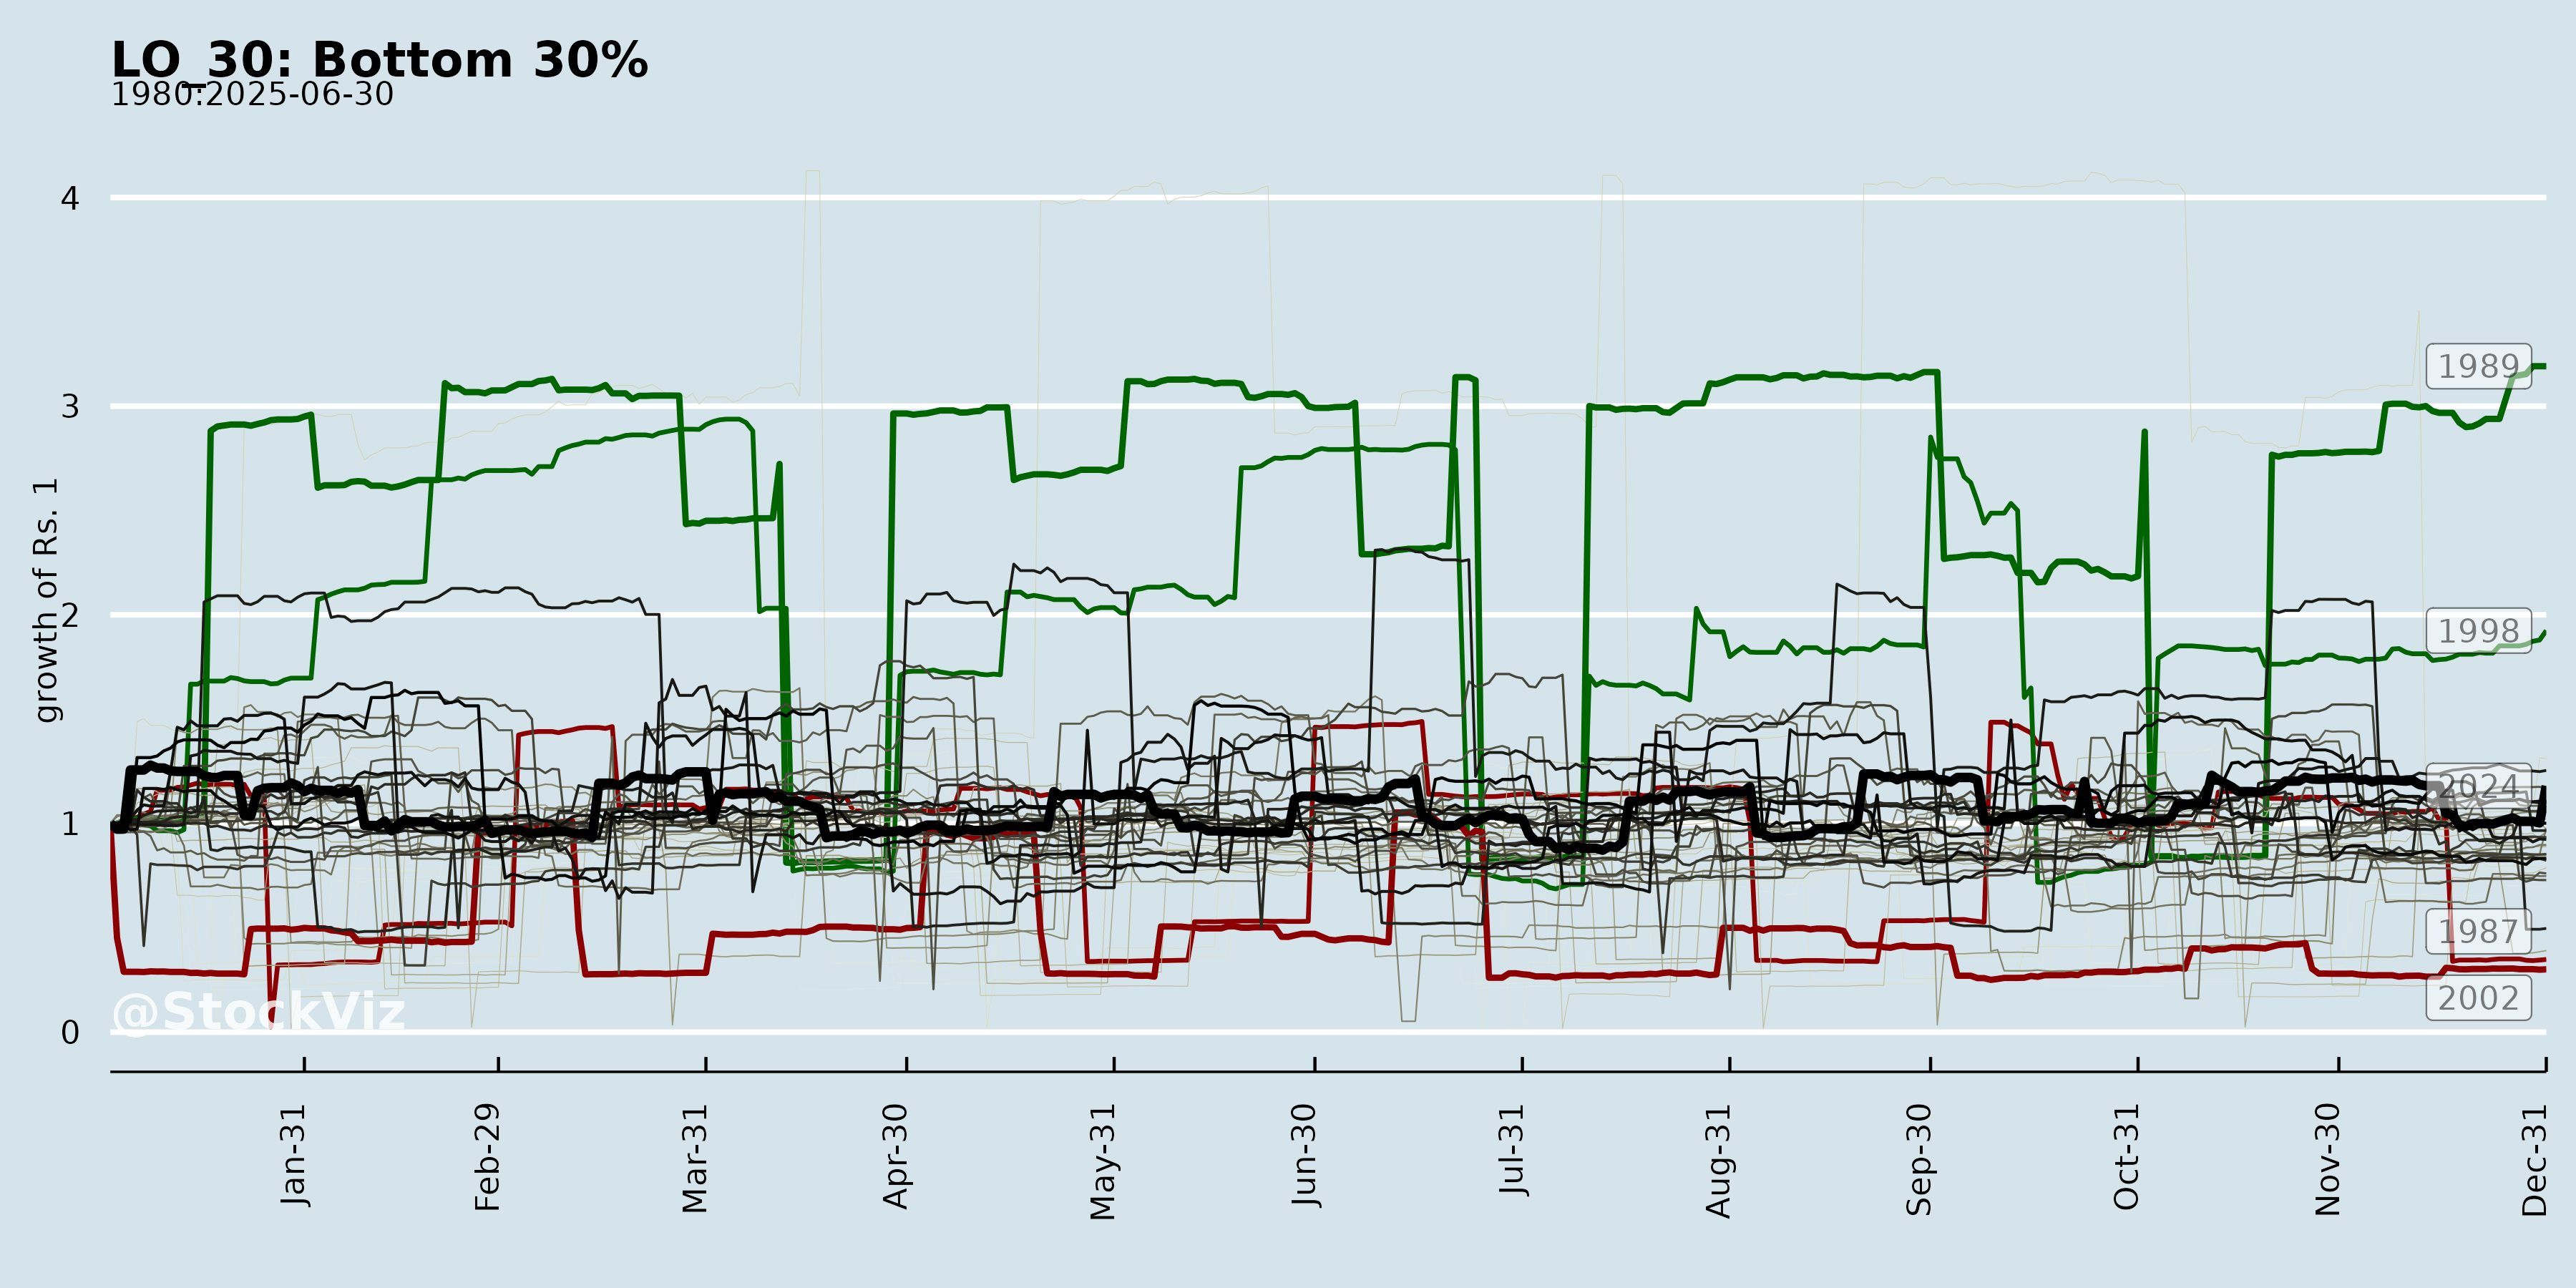 LO_30: Bottom 30%
1980:2025-06-30
growth of Rs. 1
4
3
2
1
0
1989
1998
2024
1987
2002
@StockViz
Jan-31
Feb-29
Mar-31
Apr-30
May-31
Jun-30
Jul-31
Aug-31
Sep-30
Oct-31
Nov-30
Dec-31